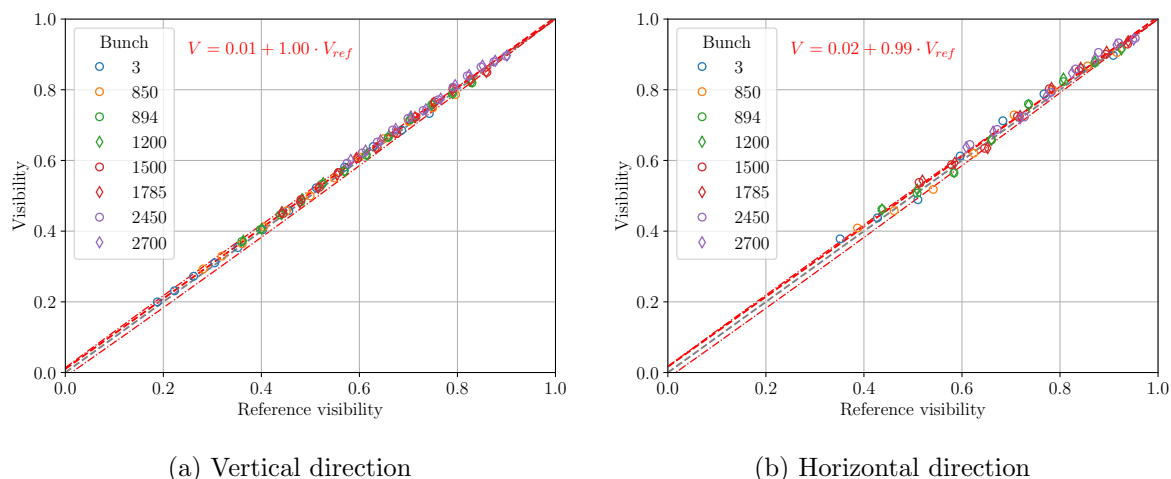 1.0
0.8
0.6
0.4
0.2
0.0
Visibility
Bunch
3
850
894
1200
1500
1785
2450
2700
V = 0.01 + 1.00 · V_ref
0.0 0.2 0.4 0.6 0.8 1.0
Reference visibility
(a) Vertical direction
1.0
0.8
0.6
0.4
0.2
0.0
Visibility
Bunch
3
850
894
1200
1500
1785
2450
2700
V = 0.02 + 0.99 · V_ref
0.0 0.2 0.4 0.6 0.8 1.0
Reference visibility
(b) Horizontal direction